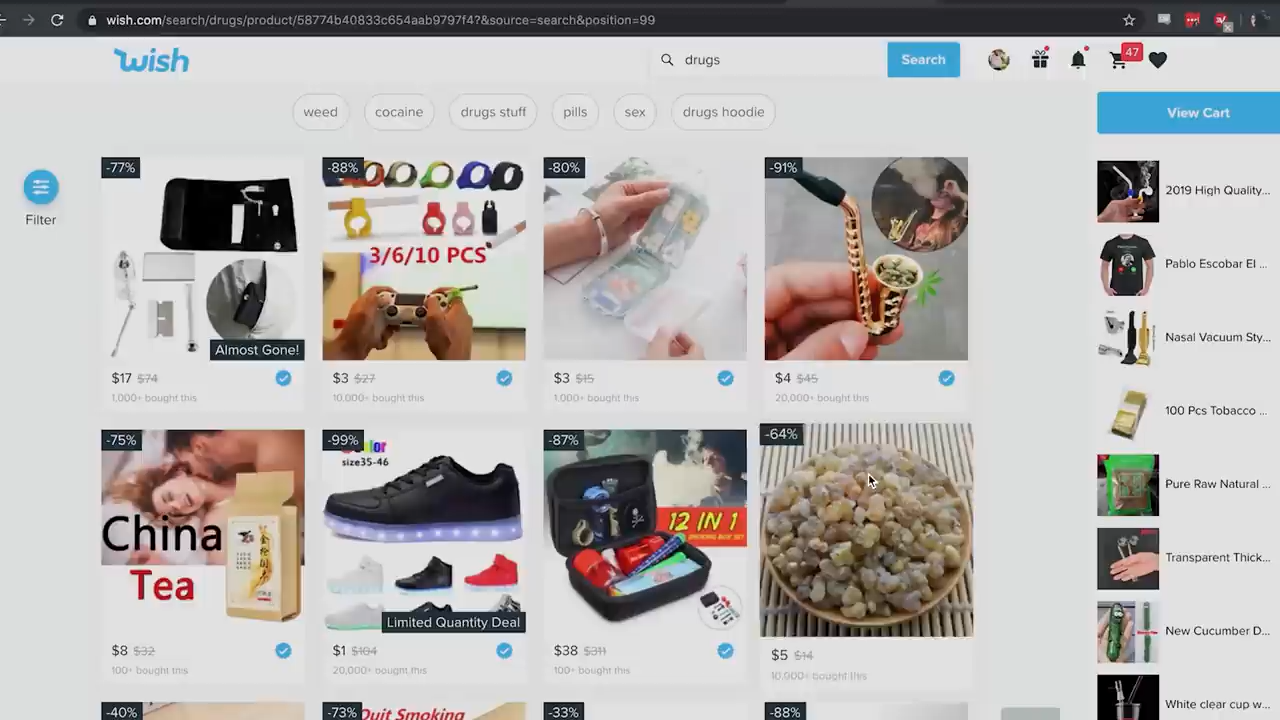 wish.com/search/drugs/product/58774b40833c654aab9797f4?&source=search&position=99
wish
drugs
Search
47
weed
cocaine
drugs stuff
pills
sex
drugs hoodie
View Cart
Filter
-77%
Almost Gone!
$17 $74
1,000+ bought this
-88%
3/6/10 PCS
$3 $27
10,000+ bought this
-80%
$3 $15
1,000+ bought this
-91%
$4 $45
20,000+ bought this
2019 High Quality...
Pablo Escobar El ...
Nasal Vacuum Sty...
100 Pcs Tobacco ...
Pure Raw Natural ...
Transparent Thick...
New Cucumber D...
White clear cup w...
-75%
China
Tea
$8 $32
100+ bought this
-99%
size35-46
Limited Quantity Deal
$1 $104
20,000+ bought this
-87%
12 IN 1
$38 $311
100+ bought this
-64%
$5 $14
10,000+ bought this
-40%
-73%
Quit Smoking
-33%
-88%